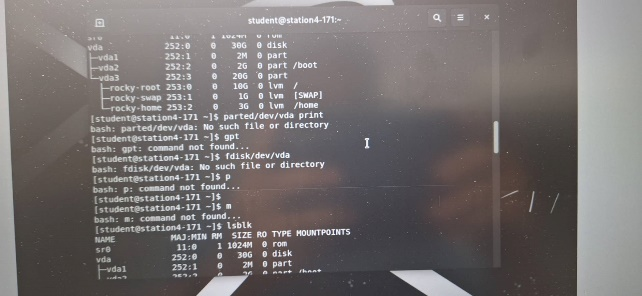 student@station4-171:~
sr0 11:0 1 1024M 0 rom
vda 252:0 0 30G 0 disk
├─vda1 252:1 0 2M 0 part
├─vda2 252:2 0 2G 0 part /boot
└─vda3 252:3 0 20G 0 part
├─rocky-root 253:0 0 10G 0 lvm /
├─rocky-swap 253:1 0 1G 0 lvm [SWAP]
└─rocky-home 253:2 0 3G 0 lvm /home
[student@station4-171 ~]$ parted/dev/vda print
bash: parted/dev/vda: No such file or directory
[student@station4-171 ~]$ gpt
bash: gpt: command not found...
[student@station4-171 ~]$ fdisk/dev/vda
bash: fdisk/dev/vda: No such file or directory
[student@station4-171 ~]$ p
bash: p: command not found...
[student@station4-171 ~]$
[student@station4-171 ~]$ m
bash: m: command not found...
[student@station4-171 ~]$ lsblk
NAME MAJ:MIN RM SIZE RO TYPE MOUNTPOINTS
sr0 11:0 1 1024M 0 rom
vda 252:0 0 30G 0 disk
├─vda1 252:1 0 2M 0 part
├─vda2 252:2 0 2G 0 part /boot